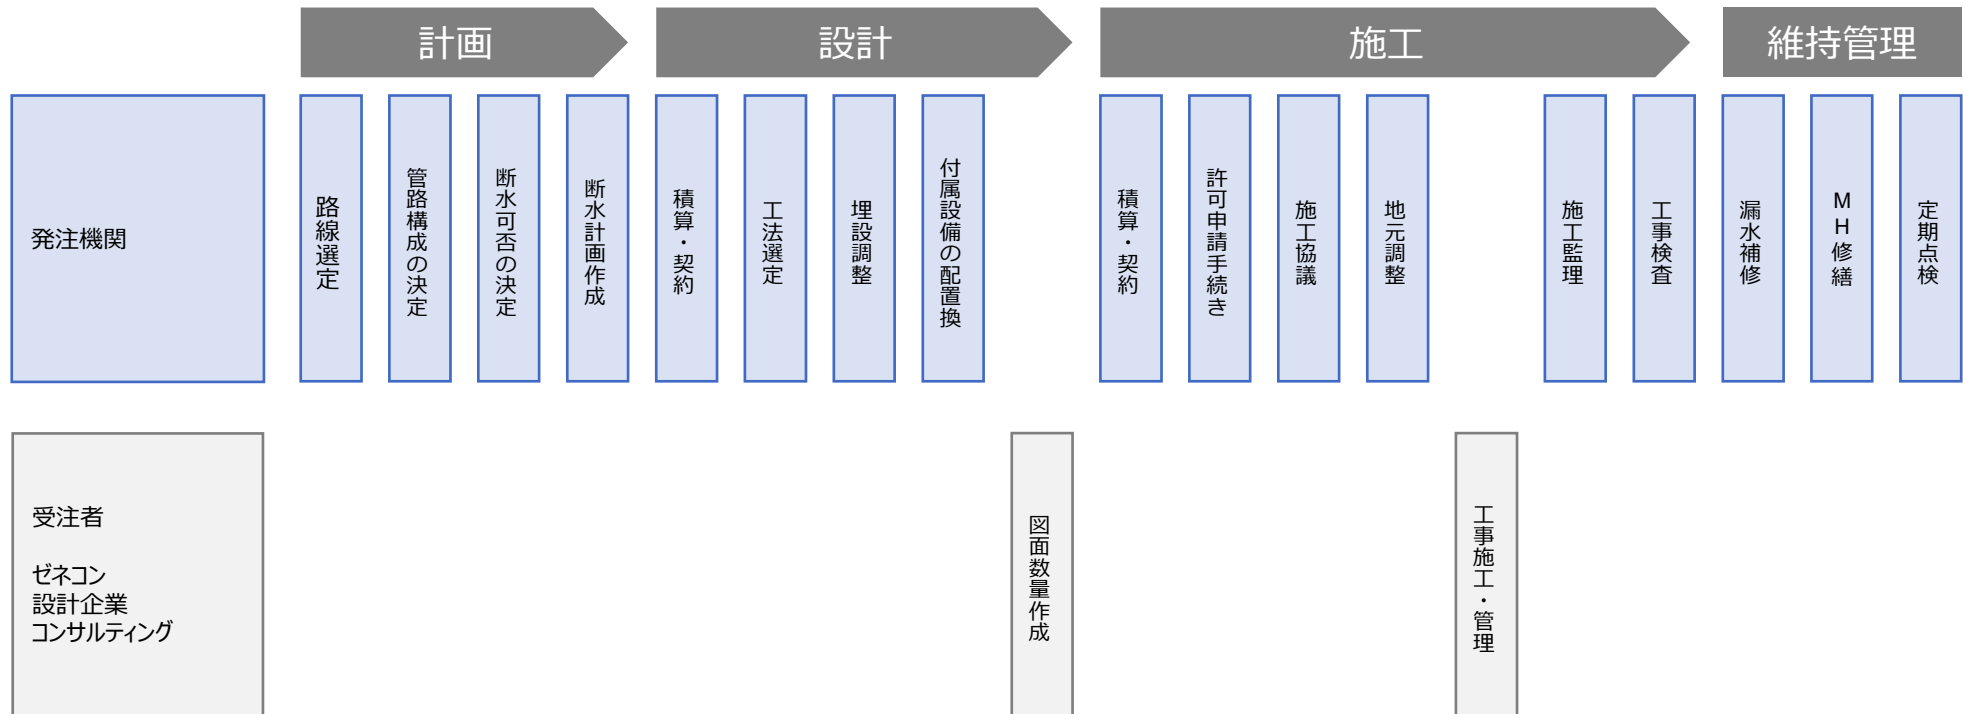 計画
設計
施工
維持管理
発注機関
路線選定
管路構成の決定
断水可否の決定
断水計画作成
積算・契約
工法選定
埋設調整
付属設備の配置換
積算・契約
許可申請手続き
施工協議
地元調整
施工監理
工事検査
漏水補修
MH修繕
定期点検
受注者
ゼネコン
設計企業
コンサルティング
図面数量作成
工事施工・管理